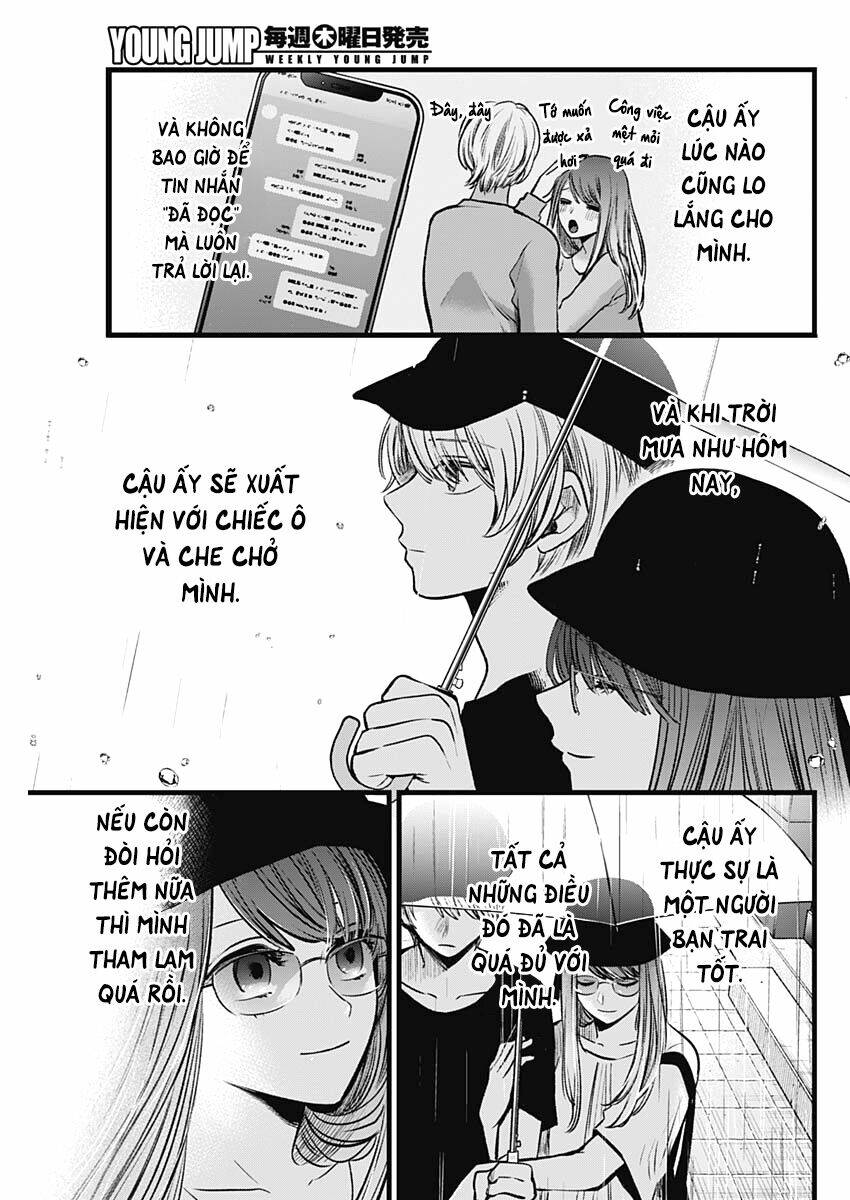 YOUNG JUMP 毎週木曜日発売
WEEKLY YOUNG JUMP
CẬU ẤY
LÚC NÀO
CŨNG LO
LẮNG CHO
MÌNH.
Công việc
mệt mỏi
quá đi
Tớ muốn
được xả
hơi
Đây, đây
VÀ KHÔNG
BAO GIỜ ĐỂ
TIN NHẮN
"ĐÃ ĐỌC"
MÀ LUÔN
TRẢ LỜI LẠI.
VÀ KHI TRỜI
MƯA NHƯ HÔM
NAY,
CẬU ẤY SẼ XUẤT
HIỆN VỚI CHIẾC Ô
VÀ CHE CHỞ
MÌNH.
CẬU ẤY
THỰC SỰ LÀ
MỘT NGƯỜI
BẠN TRAI
TỐT.
TẤT CẢ
NHỮNG ĐIỀU
ĐÓ ĐÃ LÀ
QUÁ ĐỦ VỚI
MÌNH.
NẾU CÒN
ĐÒI HỎI
THÊM NỮA
THÌ MÌNH
THAM LAM
QUÁ RỒI.